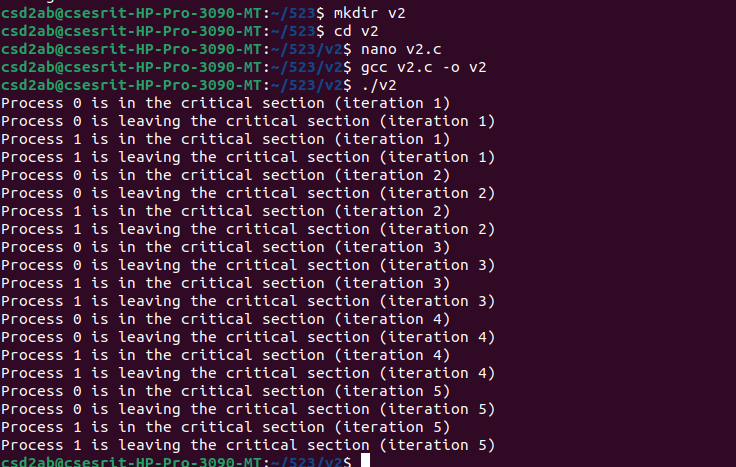 csd2ab@csesrit-HP-Pro-3090-MT:~/523$ mkdir v2
csd2ab@csesrit-HP-Pro-3090-MT:~/523$ cd v2
csd2ab@csesrit-HP-Pro-3090-MT:~/523/v2$ nano v2.c
csd2ab@csesrit-HP-Pro-3090-MT:~/523/v2$ gcc v2.c -o v2
csd2ab@csesrit-HP-Pro-3090-MT:~/523/v2$ ./v2
Process 0 is in the critical section (iteration 1)
Process 0 is leaving the critical section (iteration 1)
Process 1 is in the critical section (iteration 1)
Process 1 is leaving the critical section (iteration 1)
Process 0 is in the critical section (iteration 2)
Process 0 is leaving the critical section (iteration 2)
Process 1 is in the critical section (iteration 2)
Process 1 is leaving the critical section (iteration 2)
Process 0 is in the critical section (iteration 3)
Process 0 is leaving the critical section (iteration 3)
Process 1 is in the critical section (iteration 3)
Process 1 is leaving the critical section (iteration 3)
Process 0 is in the critical section (iteration 4)
Process 0 is leaving the critical section (iteration 4)
Process 1 is in the critical section (iteration 4)
Process 1 is leaving the critical section (iteration 4)
Process 0 is in the critical section (iteration 5)
Process 0 is leaving the critical section (iteration 5)
Process 1 is in the critical section (iteration 5)
Process 1 is leaving the critical section (iteration 5)
csd2ab@csesrit-HP-Pro-3090-MT:~/523/v2$